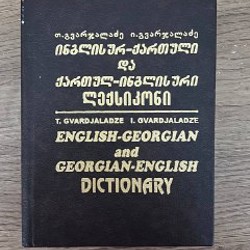 თ. გვარჯალაძე ი. გვარჯალაძე
ინგლისურ-ქართული
და
ქართულ-ინგლისური
ლექსიკონი
T. GVARDJALADZE I. GVARDJALADZE
ENGLISH-GEORGIAN
and
GEORGIAN-ENGLISH
DICTIONARY